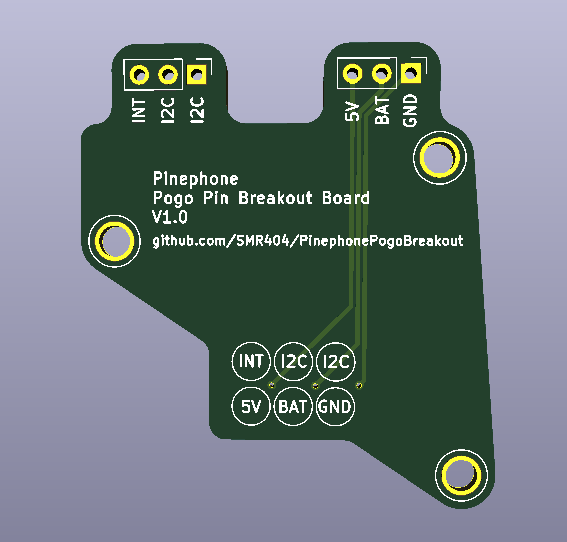 INT I2C I2C
5V BAT GND
Pinephone
Pogo Pin Breakout Board
V1.0
github.com/SMR404/PinephonePogoBreakout
INT I2C I2C
5V BAT GND